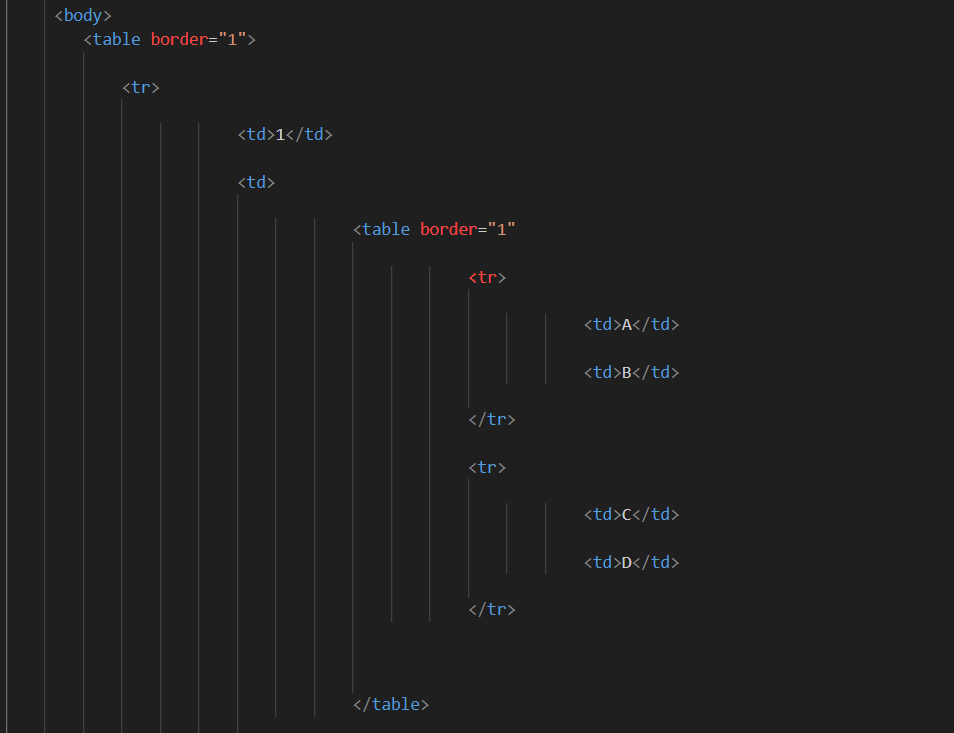 <body>
<table border="1">
<tr>
<td>1</td>
<td>
<table border="1"
<tr>
<td>A</td>
<td>B</td>
</tr>
<tr>
<td>C</td>
<td>D</td>
</tr>
</table>